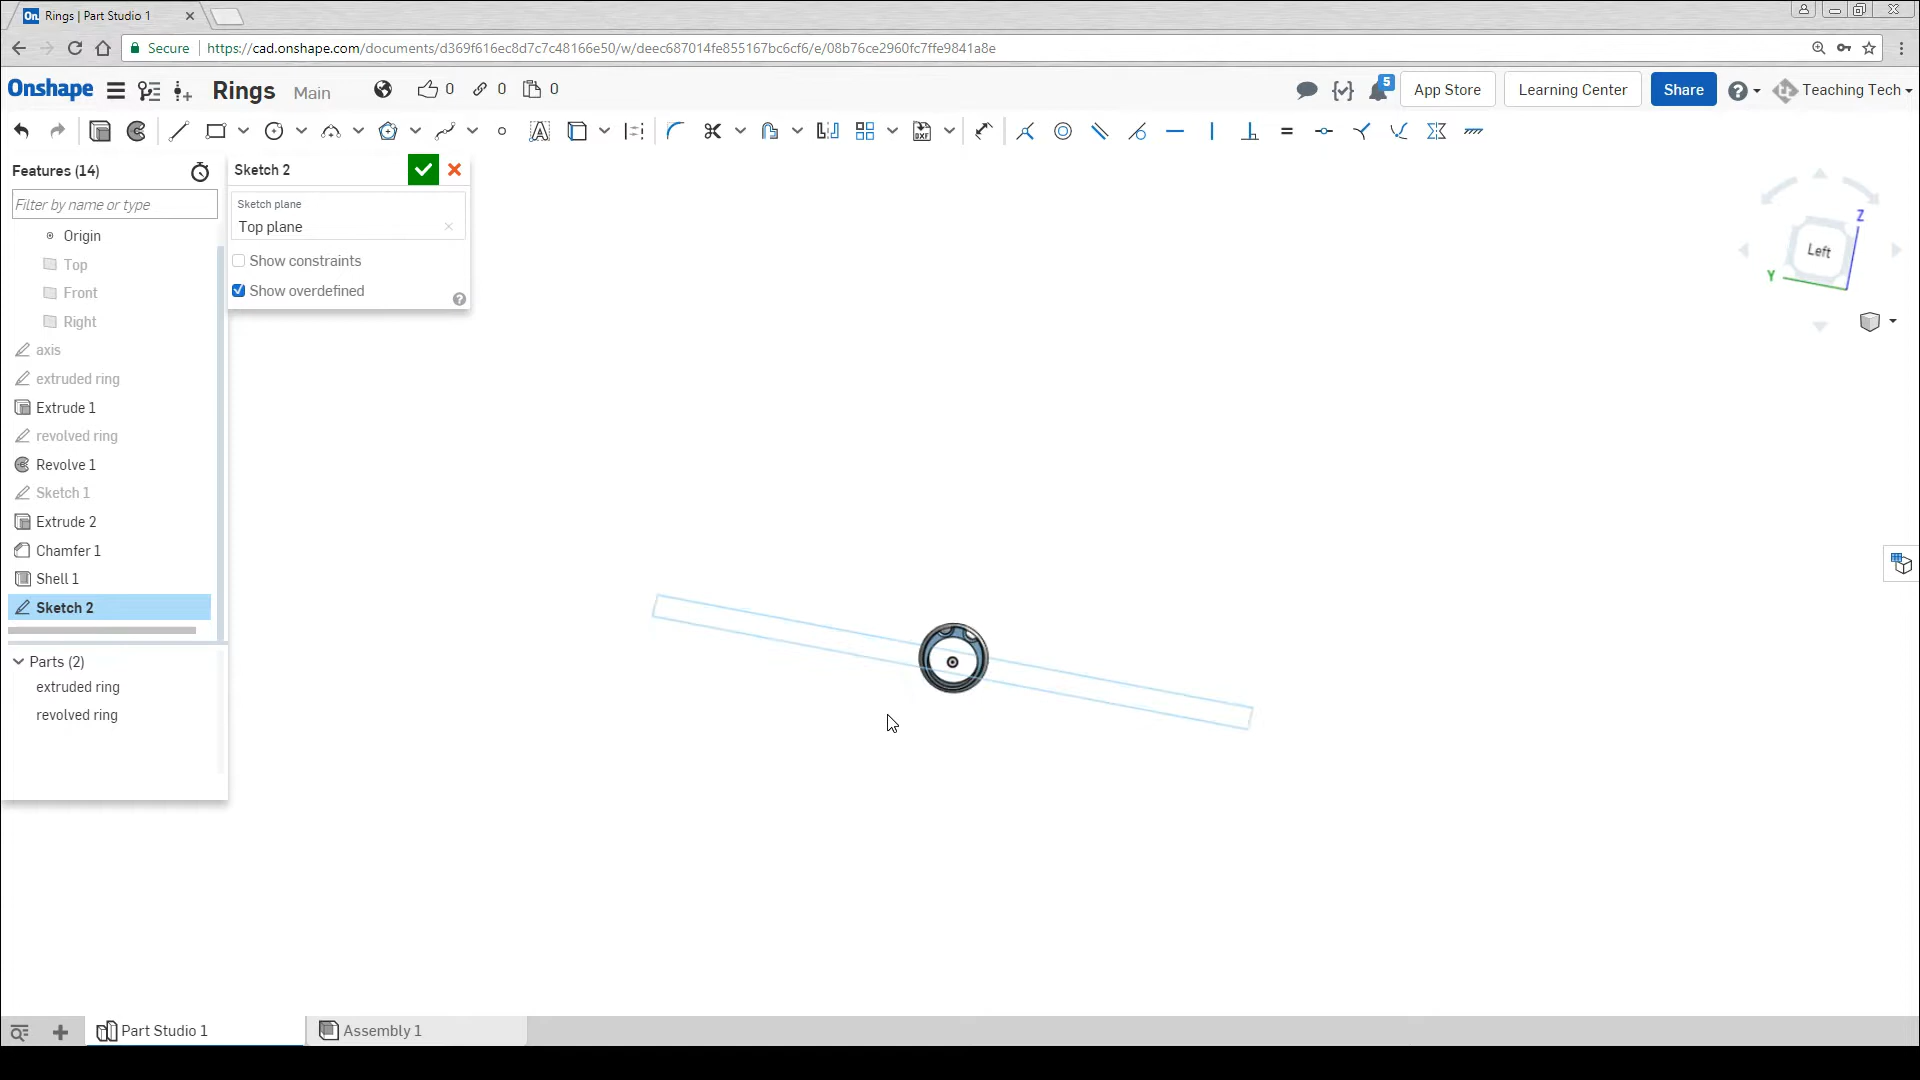 On Rings | Part Studio 1
Secure https://cad.onshape.com/documents/d369f616ec8d7c7c48166e50/w/deec687014fe855167bc6cf6/e/08b76ce2960fc7ffe9841a8e
Onshape Rings Main 0 0 0 5 App Store Learning Center Share Teaching Tech
DXF
Features (14)
Filter by name or type
Origin
Top
Front
Right
axis
extruded ring
Extrude 1
revolved ring
Revolve 1
Sketch 1
Extrude 2
Chamfer 1
Shell 1
Sketch 2
Parts (2)
extruded ring
revolved ring
Sketch 2
Sketch plane
Top plane
Show constraints
Show overdefined
Z
Left
Y
Part Studio 1 Assembly 1